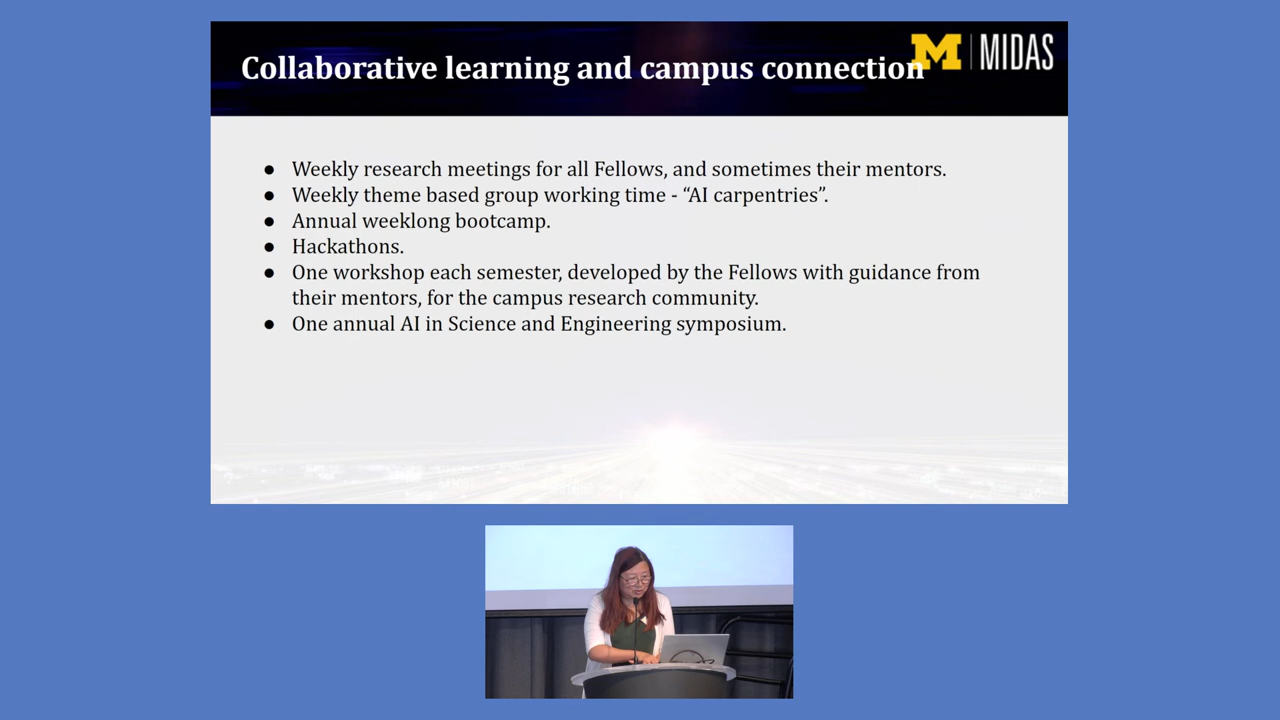 Collaborative learning and campus connection
M | MIDAS
● Weekly research meetings for all Fellows, and sometimes their mentors.
● Weekly theme based group working time - “AI carpentries”.
● Annual weeklong bootcamp.
● Hackathons.
● One workshop each semester, developed by the Fellows with guidance from
their mentors, for the campus research community.
● One annual AI in Science and Engineering symposium.